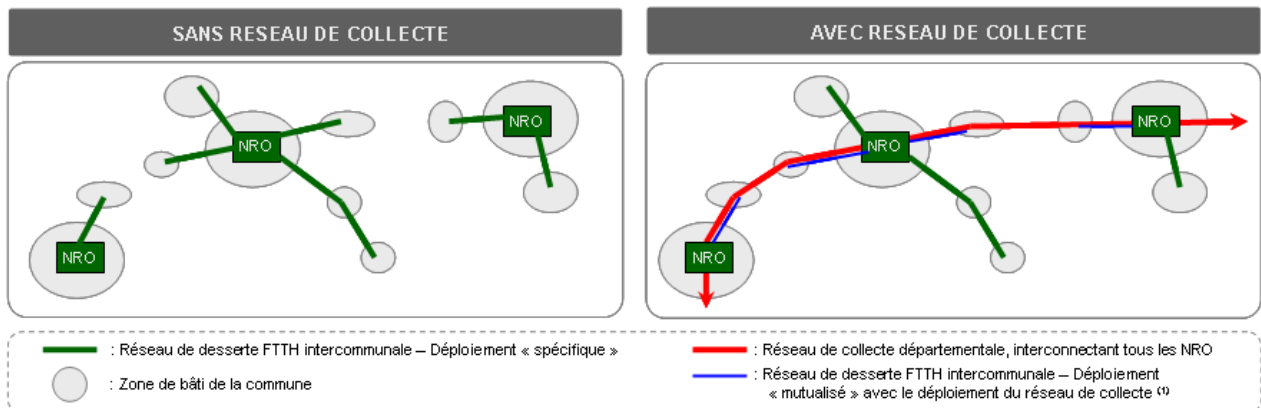 SANS RESEAU DE COLLECTE
AVEC RESEAU DE COLLECTE
NRO
NRO
NRO
NRO
NRO
NRO
: Réseau de desserte FTTH intercommunale – Déploiement « spécifique »
: Zone de bâti de la commune
: Réseau de collecte départementale, interconnectant tous les NRO
: Réseau de desserte FTTH intercommunale – Déploiement
« mutualisé » avec le déploiement du réseau de collecte (1)